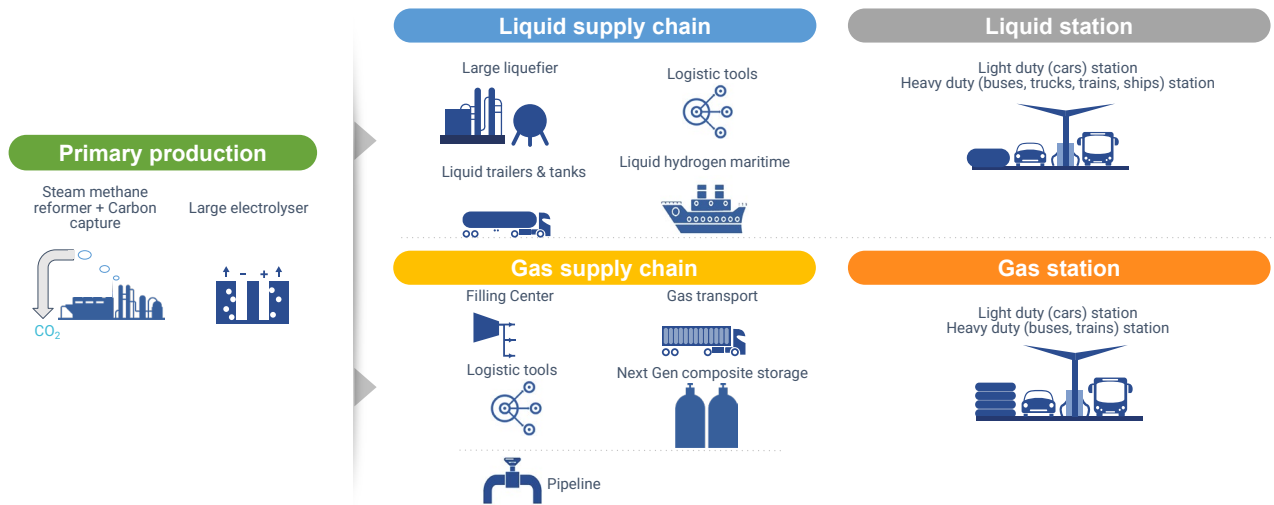 Primary production
Steam methane
reformer + Carbon
capture
CO₂
Large electrolyser
- +
Liquid supply chain
Large liquefier
Logistic tools
Liquid trailers & tanks
Liquid hydrogen maritime
Liquid station
Light duty (cars) station
Heavy duty (buses, trucks, trains, ships) station
Gas supply chain
Filling Center
Gas transport
Logistic tools
Next Gen composite storage
Pipeline
Gas station
Light duty (cars) station
Heavy duty (buses, trains) station